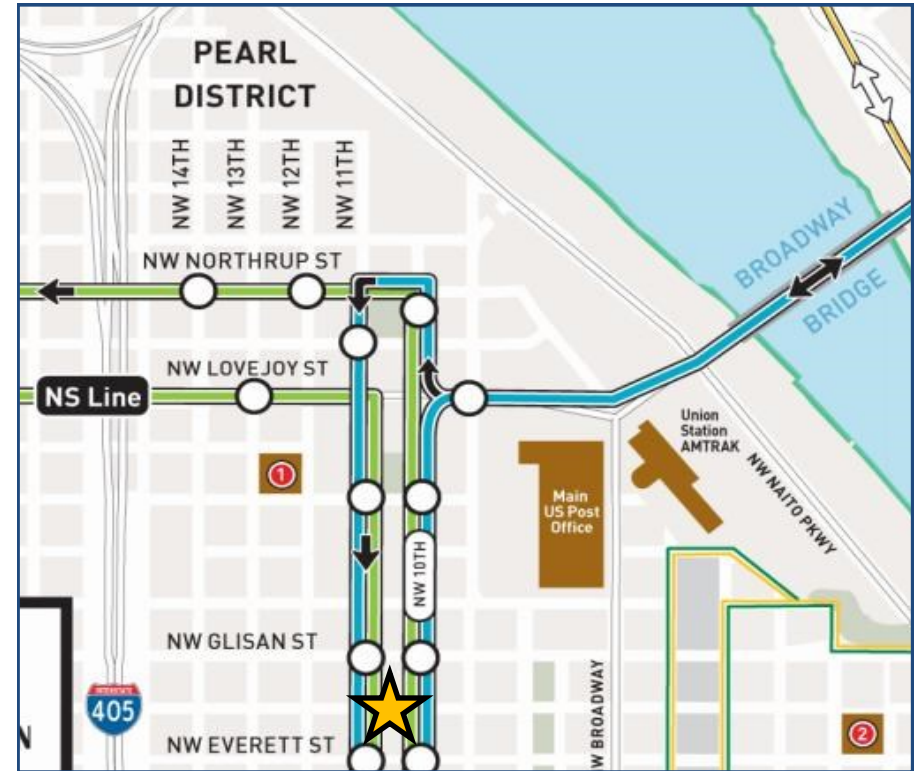 PEARL
DISTRICT
NW 14TH
NW 13TH
NW 12TH
NW 11TH
NW NORTHRUP ST
BROADWAY
BRIDGE
NW LOVEJOY ST
NS Line
Union
Station
AMTRAK
1
Main
US Post
Office
NW NAITO PKWY
NW 10TH
NW GLISAN ST
INTERSTATE
405
W BROADWAY
N
NW EVERETT ST
2